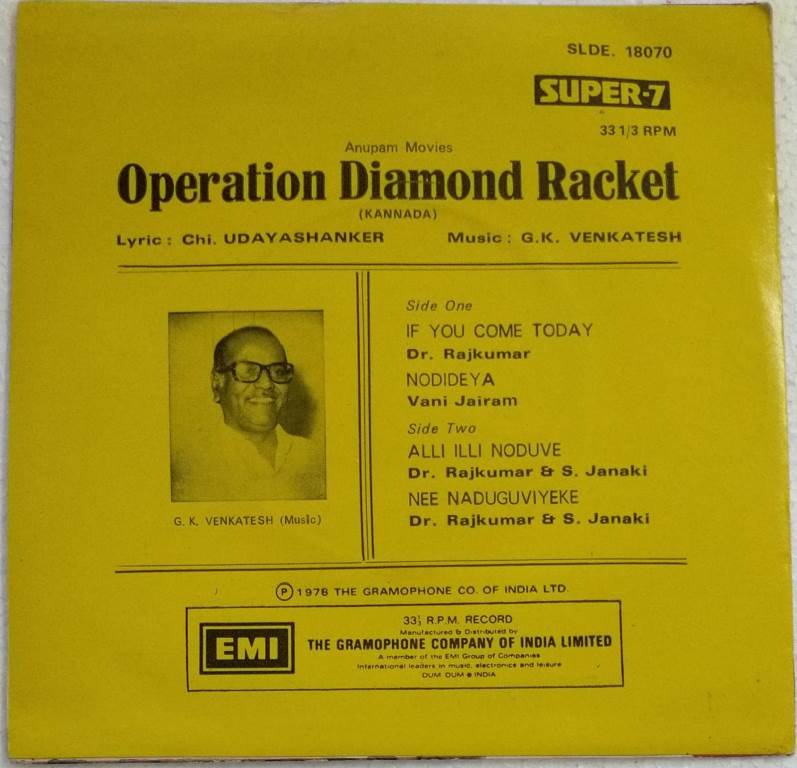 SLDE. 18070
SUPER-7
33 1/3 RPM
Anupam Movies
Operation Diamond Racket
(KANNADA)
Lyric : Chi. UDAYASHANKER Music : G.K. VENKATESH
Side One
IF YOU COME TODAY
Dr. Rajkumar
NODIDEYA
Vani Jairam
Side Two
ALLI ILLI NODUVE
Dr. Rajkumar & S. Janaki
NEE NADUGUVIYEKE
Dr. Rajkumar & S. Janaki
G. K. VENKATESH (Music)
Ⓟ 1978 THE GRAMOPHONE CO. OF INDIA LTD.
EMI
33⅓ R.P.M. RECORD
Manufactured & Distributed by
THE GRAMOPHONE COMPANY OF INDIA LIMITED
A member of the EMI Group of Companies
International leaders in music, electronics and leisure
DUM DUM ● INDIA